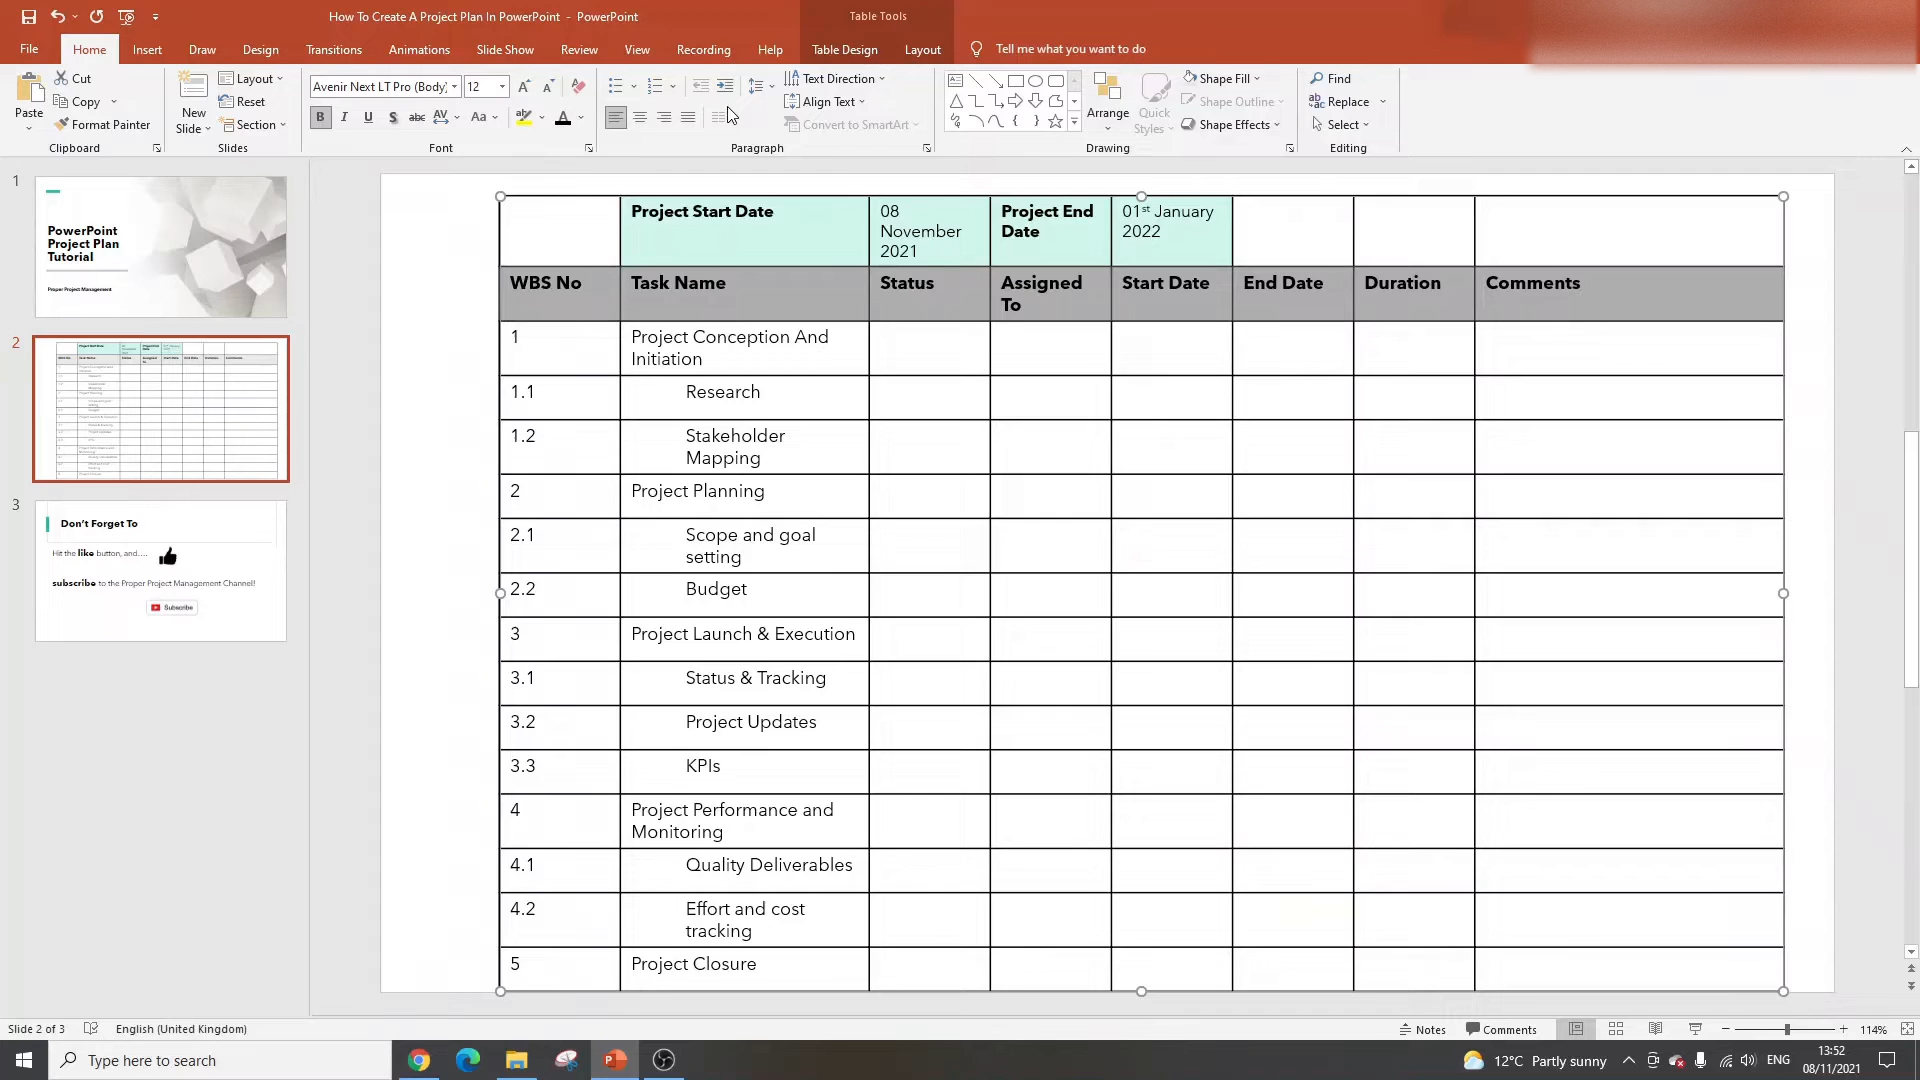 How To Create A Project Plan In PowerPoint - PowerPoint
Table Tools
File Home Insert Draw Design Transitions Animations Slide Show Review View Recording Help Table Design Layout Tell me what you want to do
Paste
Cut
Copy
Format Painter
Clipboard
New
Slide
Layout
Reset
Section
Slides
Avenir Next LT Pro (Body) 12
B I U S abc AV Aa A
Font
Text Direction
Align Text
Convert to SmartArt
Paragraph
Arrange
Quick
Styles
Shape Fill
Shape Outline
Shape Effects
Drawing
Find
Replace
Select
Editing
1
PowerPoint
Project Plan
Tutorial
Proper Project Management
2
3
Don't Forget To
Hit the like button, and....
subscribe to the Proper Project Management Channel!
Subscribe
Project Start Date 08 November 2021 Project End Date 01st January 2022
WBS No Task Name Status Assigned To Start Date End Date Duration Comments
1 Project Conception And Initiation
1.1 Research
1.2 Stakeholder Mapping
2 Project Planning
2.1 Scope and goal setting
2.2 Budget
3 Project Launch & Execution
3.1 Status & Tracking
3.2 Project Updates
3.3 KPIs
4 Project Performance and Monitoring
4.1 Quality Deliverables
4.2 Effort and cost tracking
5 Project Closure
Slide 2 of 3 English (United Kingdom) Notes Comments 114%
Type here to search
12°C Partly sunny ENG
13:52
08/11/2021